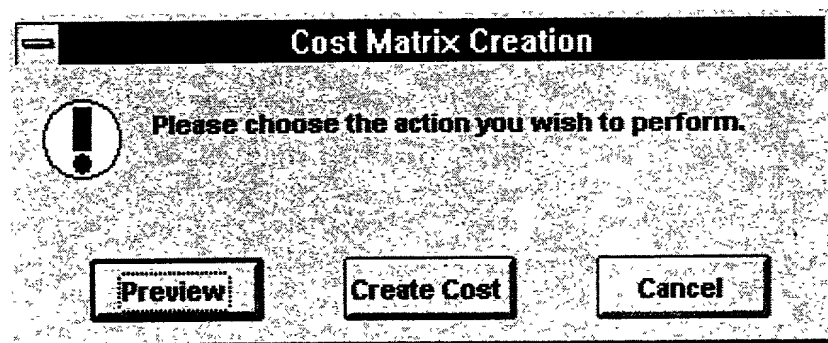 Cost Matrix Creation
Please choose the action you wish to perform.
Preview Create Cost Cancel